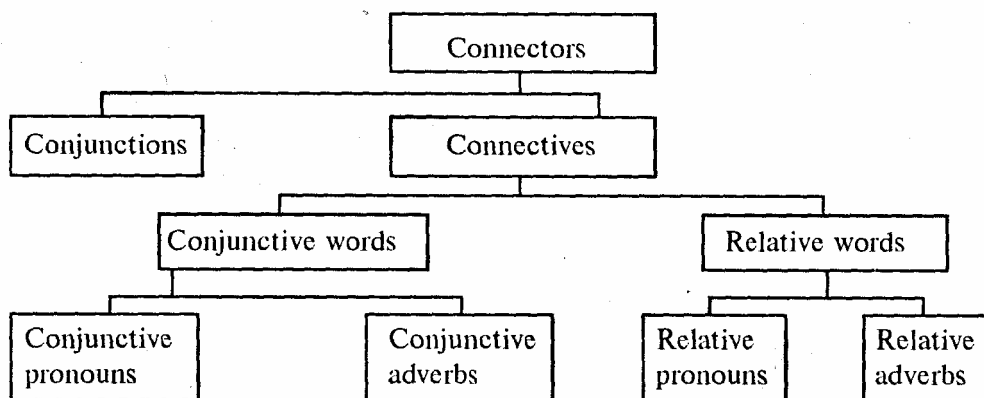 Connectors
Conjunctions
Connectives
Conjunctive words
Relative words
Conjunctive
pronouns
Conjunctive
adverbs
Relative
pronouns
Relative
adverbs